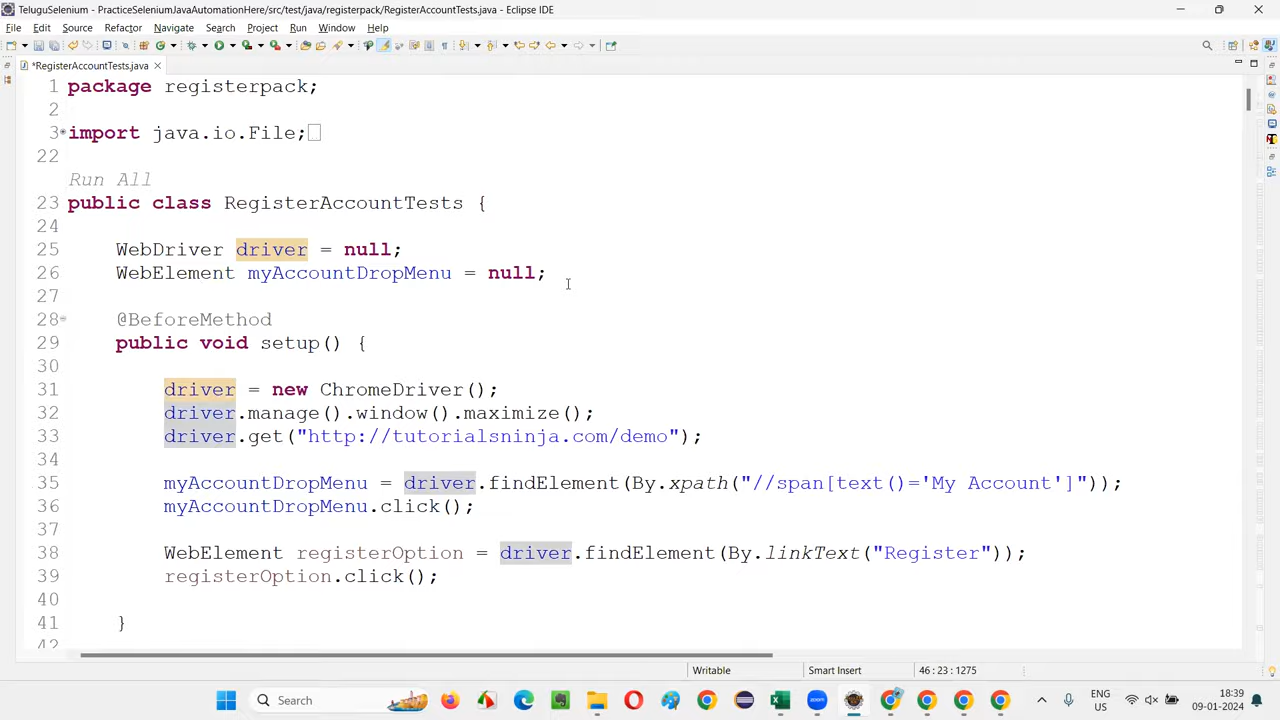 TeluguSelenium - PracticeSeleniumJavaAutomationHere/src/test/java/registerpack/RegisterAccountTests.java - Eclipse IDE
File Edit Source Refactor Navigate Search Project Run Window Help
*RegisterAccountTests.java
1 package registerpack;
2
3 import java.io.File;
22
Run All
23 public class RegisterAccountTests {
24
25 WebDriver driver = null;
26 WebElement myAccountDropMenu = null;
27
28 @BeforeMethod
29 public void setup() {
30
31 driver = new ChromeDriver();
32 driver.manage().window().maximize();
33 driver.get("http://tutorialsninja.com/demo");
34
35 myAccountDropMenu = driver.findElement(By.xpath("//span[text()='My Account']"));
36 myAccountDropMenu.click();
37
38 WebElement registerOption = driver.findElement(By.linkText("Register"));
39 registerOption.click();
40
41 }
42
Writable Smart Insert 46 : 23 : 1275
Search ENG US 18:39 09-01-2024